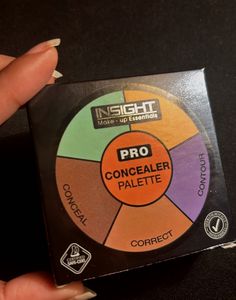 INSIGHT
Make - up Essentials
PRO
CONCEALER
PALETTE
CONTOUR
CONCEAL
CORRECT